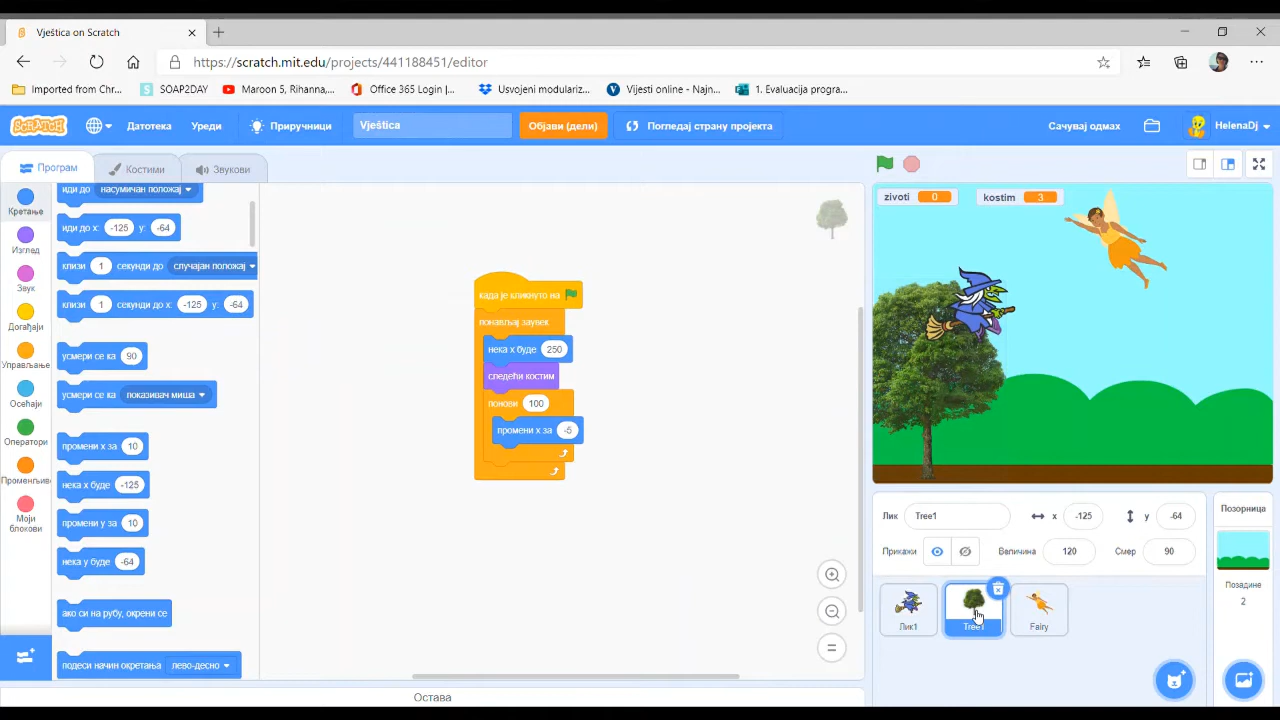 Vještica on Scratch
https://scratch.mit.edu/projects/441188451/editor
Imported from Chr... SOAP2DAY Maroon 5, Rihanna,... Office 365 Login |... Usvojeni modulariz... Vijesti online - Najn... 1. Evaluacija progra...
SCRATCH Датотека Уреди Приручници Vještica Објави (дели) Погледај страну пројекта Сачувај одмах HelenaDj
Програм Костими Звукови
Кретање
Изглед
Звук
Догађаји
Управљање
Осећаји
Оператори
Променљиве
Моји блокови
иди до насумичан положај
иди до x: -125 y: -64
клизи 1 секунди до случајан положај
клизи 1 секунди до x: -125 y: -64
усмери се ка 90
усмери се ка показивач миша
промени x за 10
нека x буде -125
промени y за 10
нека y буде -64
ако си на рубу, окрени се
подеси начин окретања лево-десно
када је кликнуто на
понављај заувек
нека x буде 250
следећи костим
понови 100
промени x за -5
zivoti 0 kostim 3
Лик Tree1 x -125 y -64
Прикажи Величина 120 Смер 90
Лик1 Tree1 Fairy
Позорница
Позадине
2
Остава